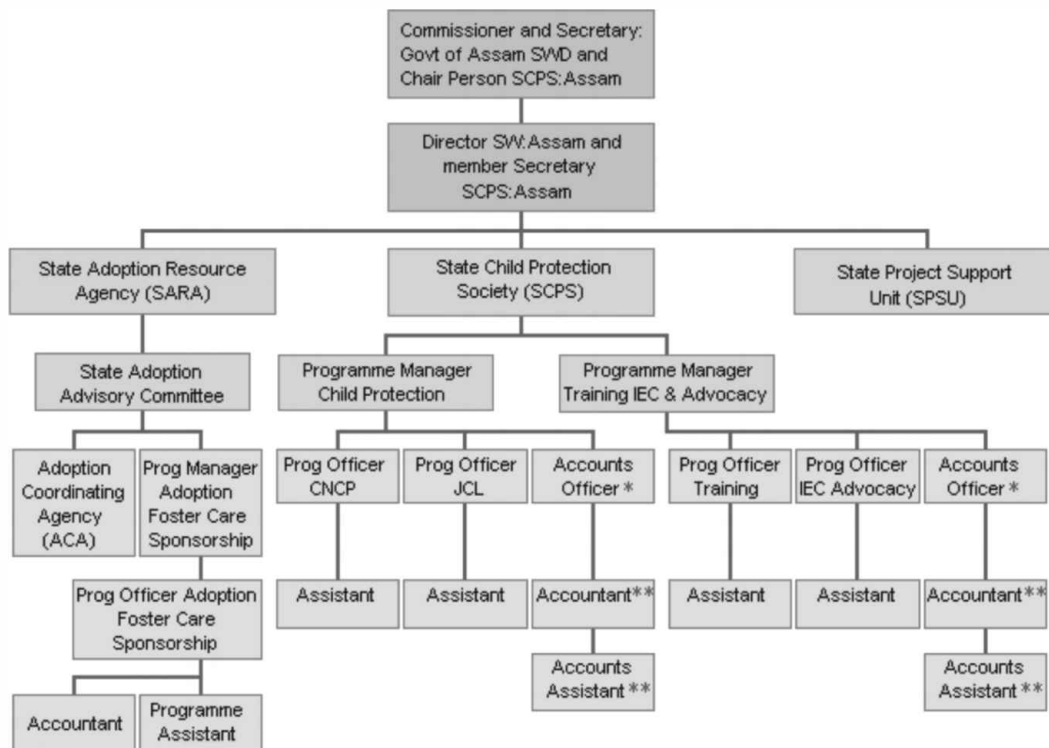 Commissioner and Secretary:
Govt of Assam SWD and
Chair Person SCPS:Assam
Director SW:Assam and
member Secretary
SCPS:Assam
State Adoption Resource
Agency (SARA)
State Child Protection
Society (SCPS)
State Project Support
Unit (SPSU)
State Adoption
Advisory Committee
Programme Manager
Child Protection
Programme Manager
Training IEC & Advocacy
Adoption
Coordinating
Agency
(ACA)
Prog Manager
Adoption
Foster Care
Sponsorship
Prog Officer
CNCP
Prog Officer
JCL
Accounts
Officer *
Prog Officer
Training
Prog Officer
IEC Advocacy
Accounts
Officer *
Prog Officer Adoption
Foster Care
Sponsorship
Assistant
Assistant
Accountant**
Assistant
Assistant
Accountant**
Accounts
Assistant**
Accounts
Assistant**
Accountant
Programme
Assistant